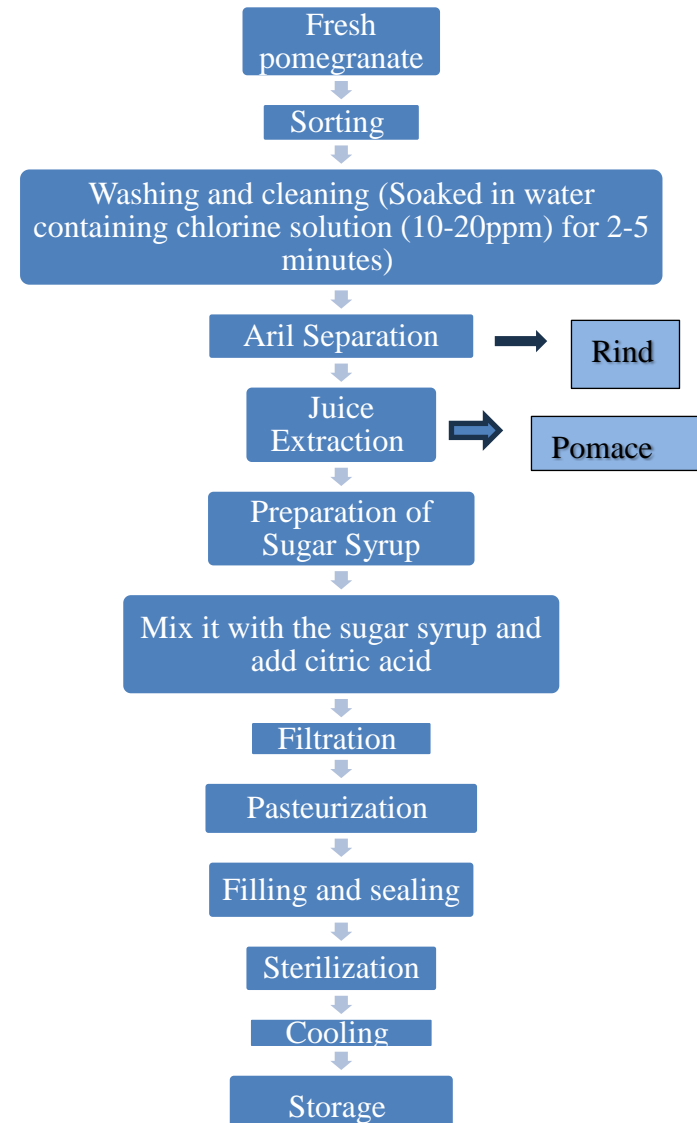 Fresh
pomegranate
Sorting
Washing and cleaning (Soaked in water
containing chlorine solution (10-20ppm) for 2-5
minutes)
Aril Separation
Rind
Juice
Extraction
Pomace
Preparation of
Sugar Syrup
Mix it with the sugar syrup and
add citric acid
Filtration
Pasteurization
Filling and sealing
Sterilization
Cooling
Storage